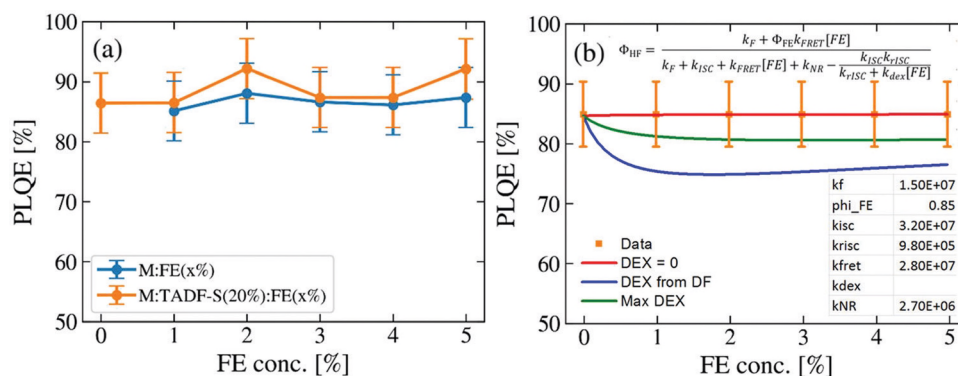 (a)
PLQE [%]
100
90
80
70
60
50
M:FE(x%)
M:TADF-S(20%):FE(x%)
0 1 2 3 4 5
FE conc. [%]
(b)
Φ_HF = (k_F + Φ_FE k_FRET[FE]) / (k_F + k_ISC + k_FRET[FE] + k_NR − (k_ISC k_rISC) / (k_rISC + k_dex[FE]))
PLQE [%]
100
90
80
70
60
50
Data
DEX = 0
DEX from DF
Max DEX
kf 1.50E+07
phi_FE 0.85
kisc 3.20E+07
krisc 9.80E+05
kfret 2.80E+07
kdex
kNR 2.70E+06
0 1 2 3 4 5
FE conc. [%]